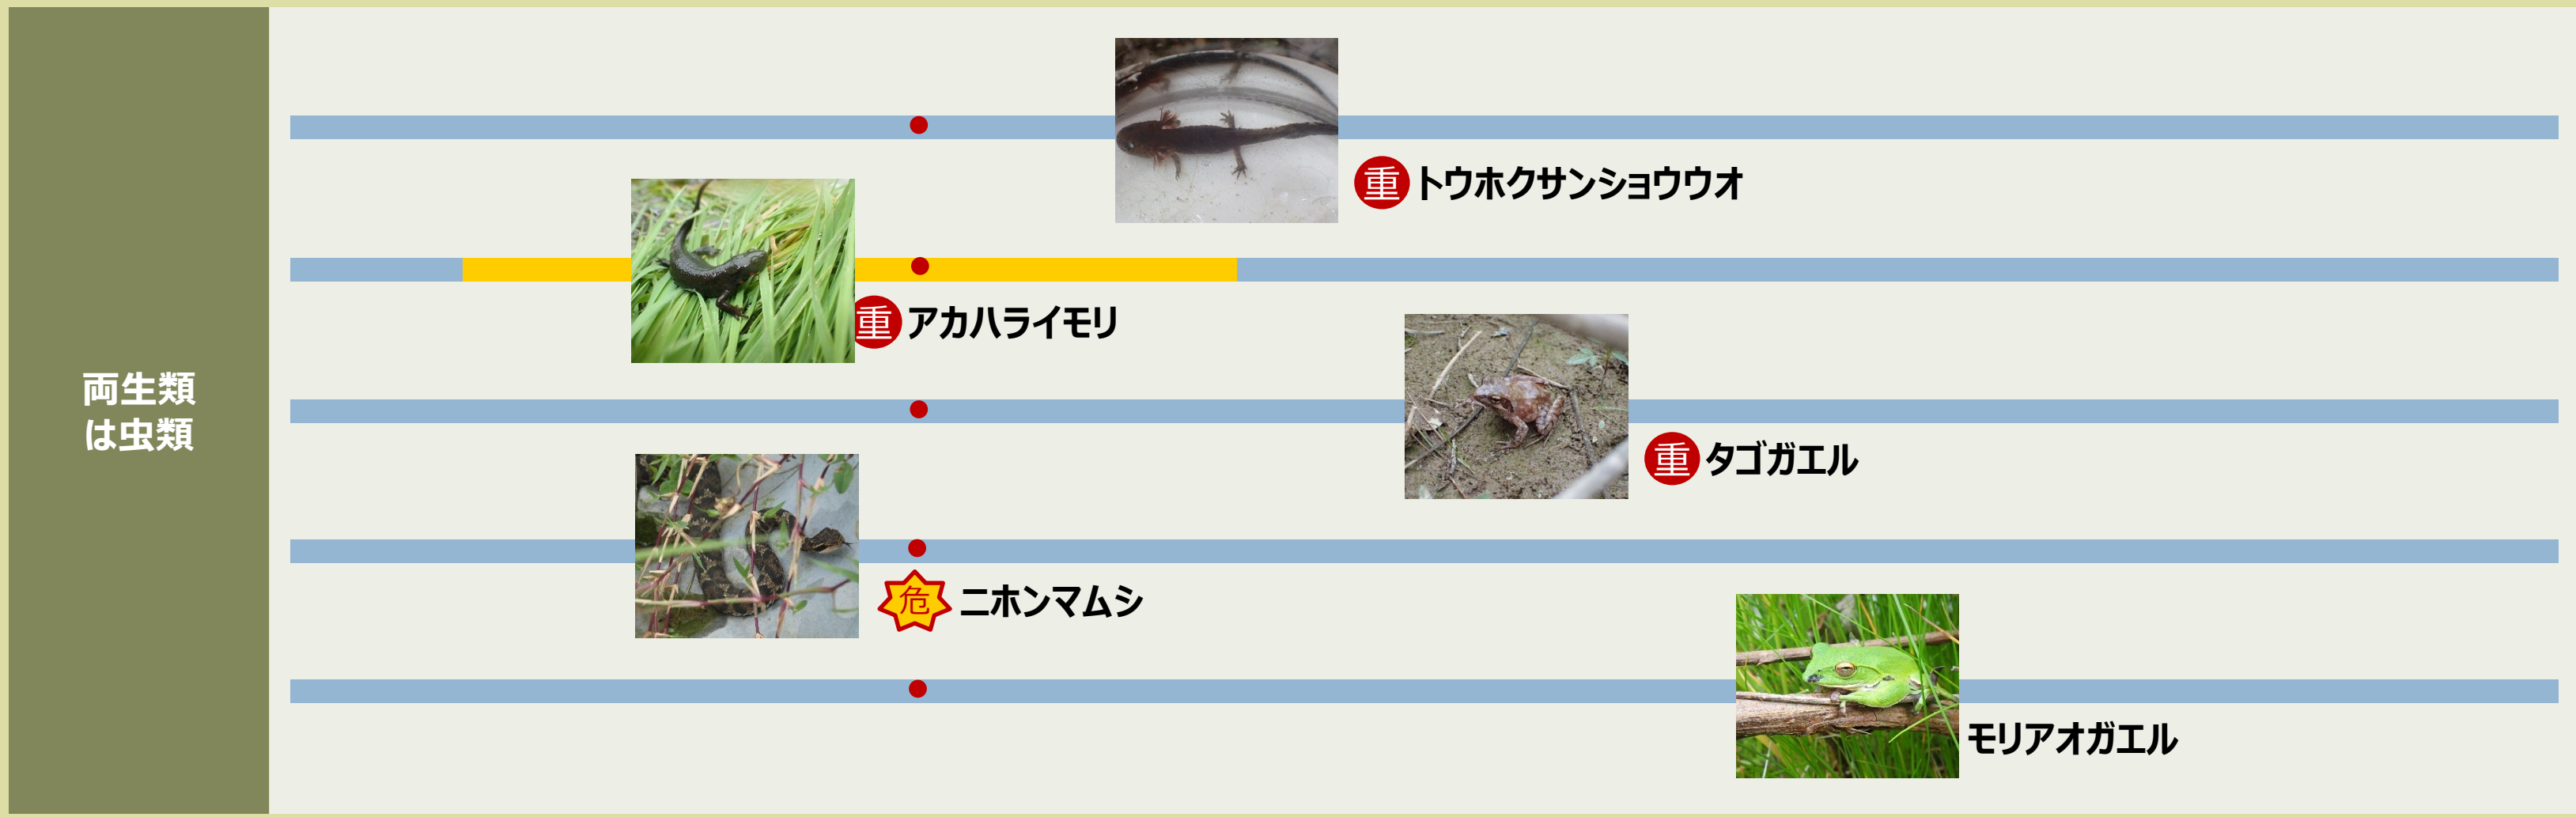 両生類
は虫類
重 トウホクサンショウウオ
重 アカハライモリ
重 タゴガエル
危 ニホンマムシ
モリアオガエル